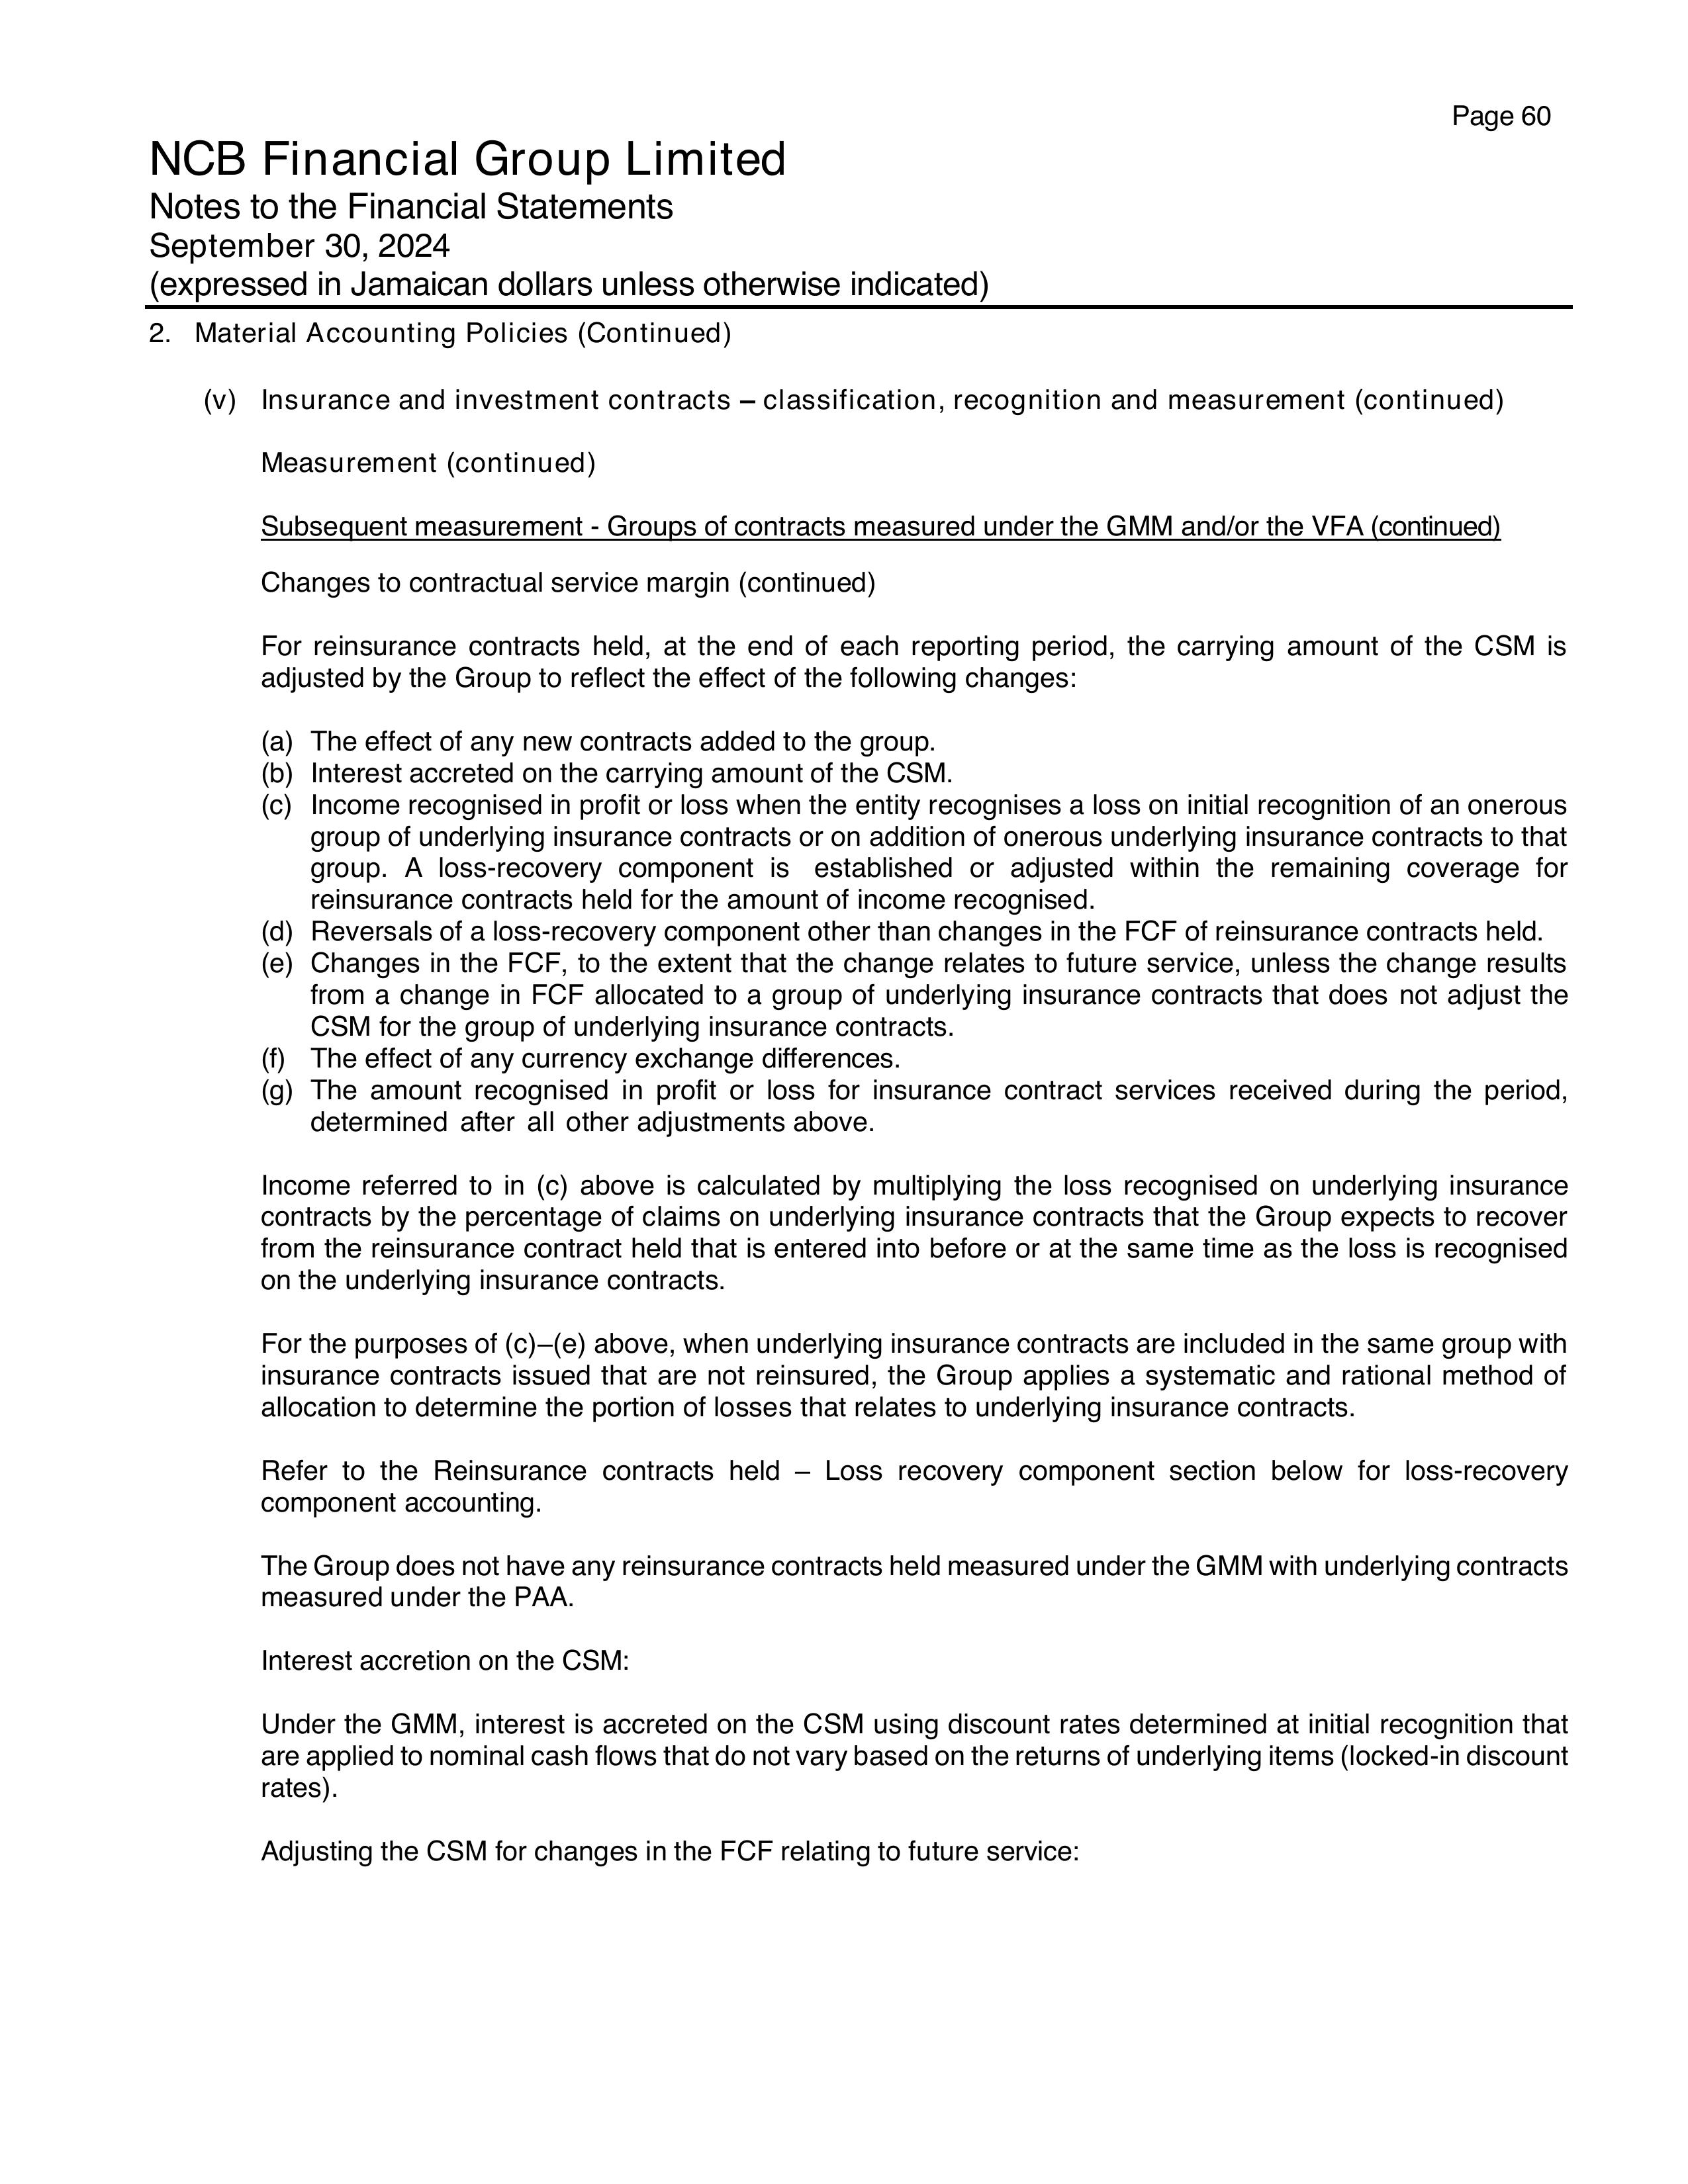 Page 60
NCB Financial Group Limited
Notes to the Financial Statements
September 30, 2024
(expressed in Jamaican dollars unless otherwise indicated)
2. Material Accounting Policies (Continued)
(v) Insurance and investment contracts – classification, recognition and measurement (continued)
Measurement (continued)
Subsequent measurement - Groups of contracts measured under the GMM and/or the VFA (continued)
Changes to contractual service margin (continued)
For reinsurance contracts held, at the end of each reporting period, the carrying amount of the CSM is
adjusted by the Group to reflect the effect of the following changes:
(a) The effect of any new contracts added to the group.
(b) Interest accreted on the carrying amount of the CSM.
(c) Income recognised in profit or loss when the entity recognises a loss on initial recognition of an onerous
group of underlying insurance contracts or on addition of onerous underlying insurance contracts to that
group. A loss-recovery component is established or adjusted within the remaining coverage for
reinsurance contracts held for the amount of income recognised.
(d) Reversals of a loss-recovery component other than changes in the FCF of reinsurance contracts held.
(e) Changes in the FCF, to the extent that the change relates to future service, unless the change results
from a change in FCF allocated to a group of underlying insurance contracts that does not adjust the
CSM for the group of underlying insurance contracts.
(f) The effect of any currency exchange differences.
(g) The amount recognised in profit or loss for insurance contract services received during the period,
determined after all other adjustments above.
Income referred to in (c) above is calculated by multiplying the loss recognised on underlying insurance
contracts by the percentage of claims on underlying insurance contracts that the Group expects to recover
from the reinsurance contract held that is entered into before or at the same time as the loss is recognised
on the underlying insurance contracts.
For the purposes of (c)–(e) above, when underlying insurance contracts are included in the same group with
insurance contracts issued that are not reinsured, the Group applies a systematic and rational method of
allocation to determine the portion of losses that relates to underlying insurance contracts.
Refer to the Reinsurance contracts held – Loss recovery component section below for loss-recovery
component accounting.
The Group does not have any reinsurance contracts held measured under the GMM with underlying contracts
measured under the PAA.
Interest accretion on the CSM:
Under the GMM, interest is accreted on the CSM using discount rates determined at initial recognition that
are applied to nominal cash flows that do not vary based on the returns of underlying items (locked-in discount
rates).
Adjusting the CSM for changes in the FCF relating to future service: